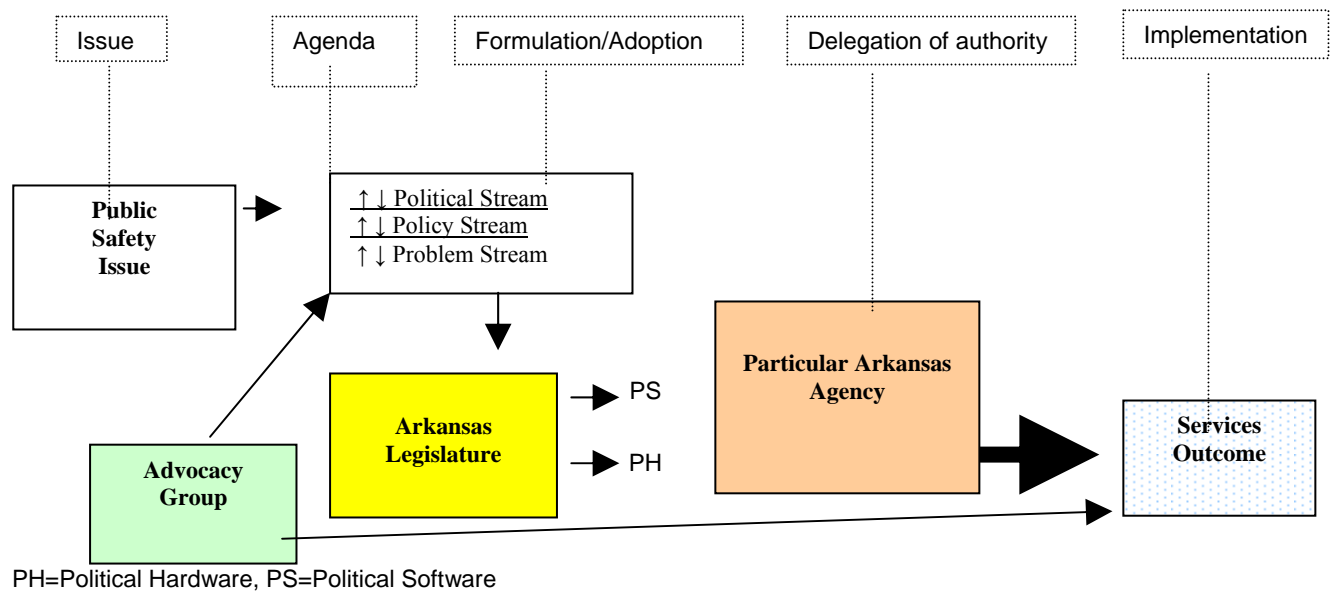 Issue
Agenda
Formulation/Adoption
Delegation of authority
Implementation
Public
Safety
Issue
↑ ↓ Political Stream
↑ ↓ Policy Stream
↑ ↓ Problem Stream
Arkansas
Legislature
PS
PH
Particular Arkansas
Agency
Services
Outcome
Advocacy
Group
PH=Political Hardware, PS=Political Software